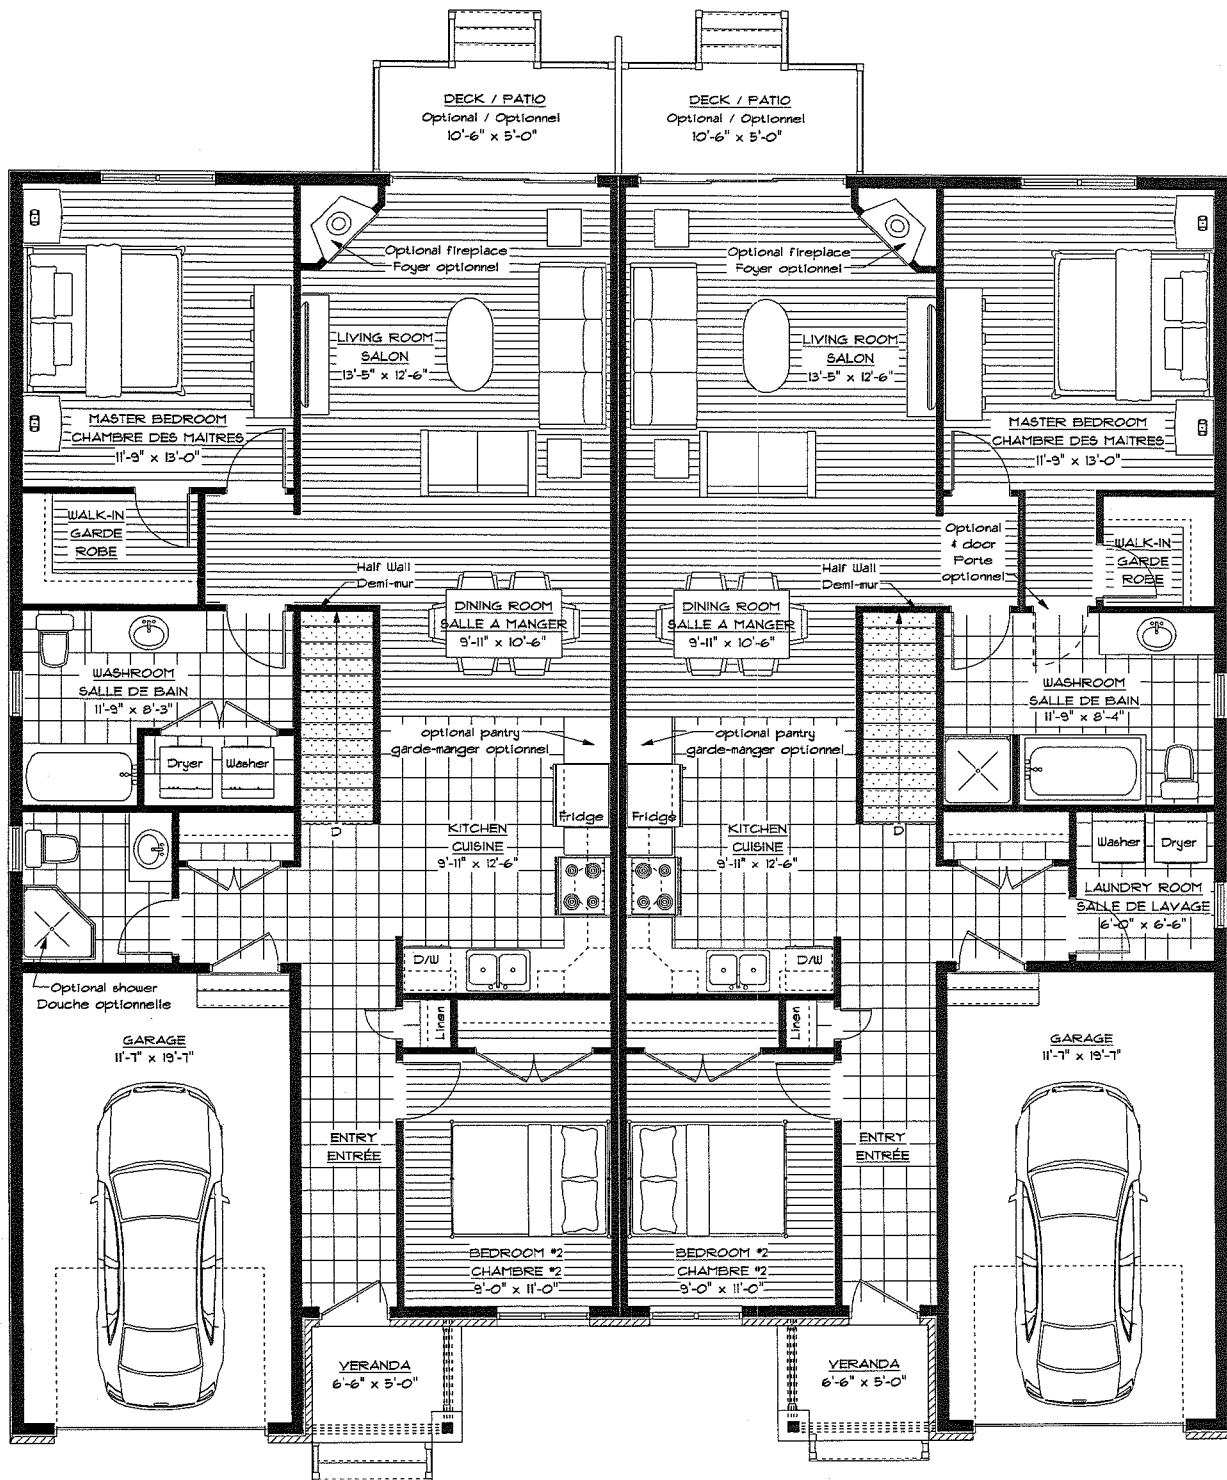 DECK / PATIO
Optional / Optionnel
10'-6" x 5'-0"
DECK / PATIO
Optional / Optionnel
10'-6" x 5'-0"
Optional fireplace
Foyer optionnel
Optional fireplace
Foyer optionnel
LIVING ROOM
SALON
13'-5" x 12'-6"
LIVING ROOM
SALON
13'-5" x 12'-6"
MASTER BEDROOM
CHAMBRE DES MAITRES
11'-9" x 13'-0"
MASTER BEDROOM
CHAMBRE DES MAITRES
11'-9" x 13'-0"
WALK-IN
GARDE
ROBE
Optional
& door
Porte
optionnel
WALK-IN
GARDE
ROBE
Half Wall
Demi-mur
Half Wall
Demi-mur
DINING ROOM
SALLE A MANGER
9'-11" x 10'-6"
DINING ROOM
SALLE A MANGER
9'-11" x 10'-6"
WASHROOM
SALLE DE BAIN
11'-9" x 8'-3"
WASHROOM
SALLE DE BAIN
11'-9" x 8'-4"
optional pantry
garde-manger optionnel
optional pantry
garde-manger optionnel
Dryer
Washer
Fridge
Fridge
D
KITCHEN
CUISINE
9'-11" x 12'-6"
KITCHEN
CUISINE
9'-11" x 12'-6"
D
Washer
Dryer
LAUNDRY ROOM
SALLE DE LAVAGE
6'-0" x 6'-6"
D/W
D/W
Optional shower
Douche optionnelle
Linen
Linen
GARAGE
11'-7" x 19'-7"
GARAGE
11'-7" x 19'-7"
ENTRY
ENTRÉE
ENTRY
ENTRÉE
BEDROOM #2
CHAMBRE #2
9'-0" x 11'-0"
BEDROOM #2
CHAMBRE #2
9'-0" x 11'-0"
VERANDA
6'-6" x 5'-0"
VERANDA
6'-6" x 5'-0"